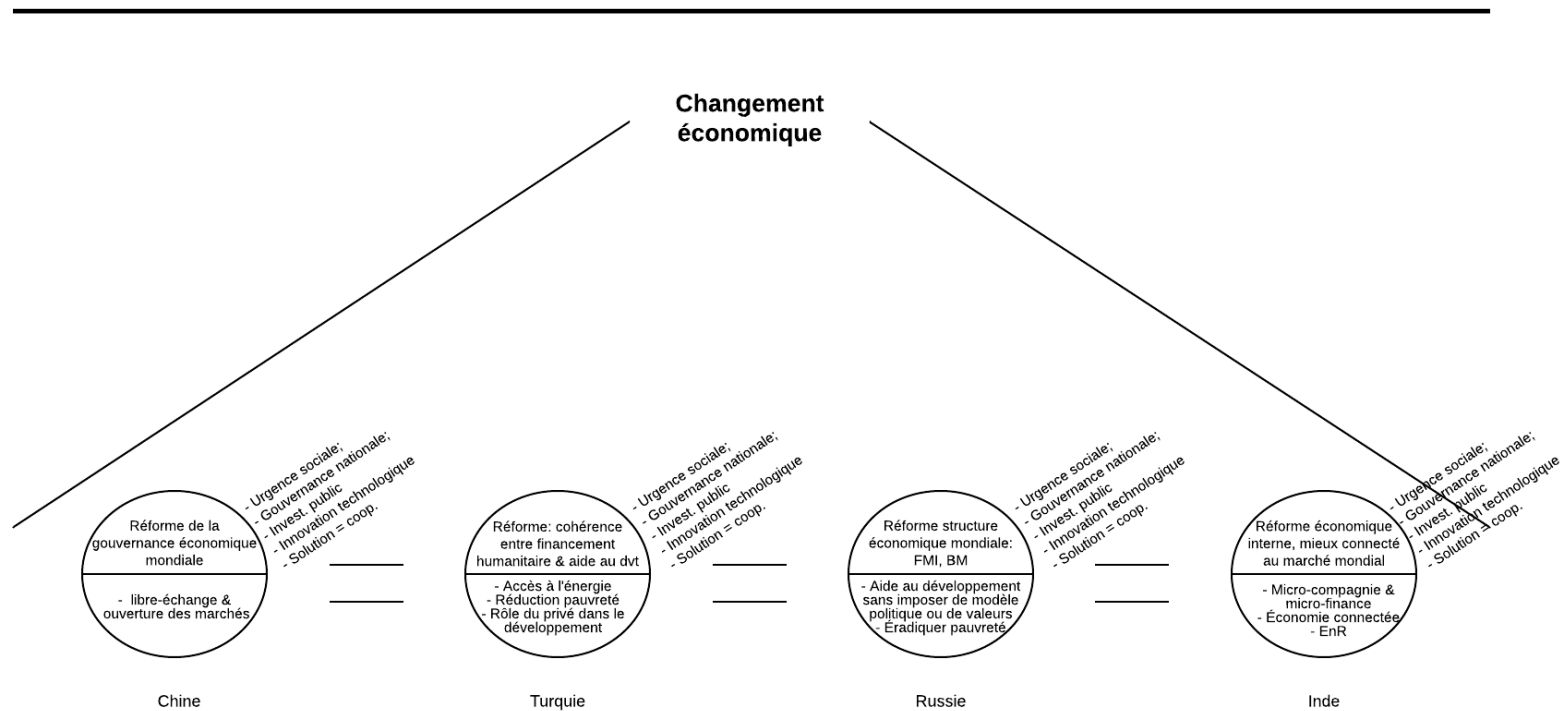 Changement
économique
- Urgence sociale;
- Gouvernance nationale;
- Invest. public
- Innovation technologique
- Solution = coop.
Réforme de la
gouvernance économique
mondiale
- libre-échange &
ouverture des marchés
Chine
- Urgence sociale;
- Gouvernance nationale;
- Invest. public
- Innovation technologique
- Solution = coop.
Réforme: cohérence
entre financement
humanitaire & aide au dvt
- Accès à l'énergie
- Réduction pauvreté
- Rôle du privé dans le
développement
Turquie
- Urgence sociale;
- Gouvernance nationale;
- Invest. public
- Innovation technologique
- Solution = coop.
Réforme structure
économique mondiale:
FMI, BM
- Aide au développement
sans imposer de modèle
politique ou de valeurs
- Éradiquer pauvreté
Russie
- Urgence sociale;
- Gouvernance nationale;
- Invest. public
- Innovation technologique
- Solution = coop.
Réforme économique
interne, mieux connecté
au marché mondial
- Micro-compagnie &
micro-finance
- Économie connectée
- EnR
Inde